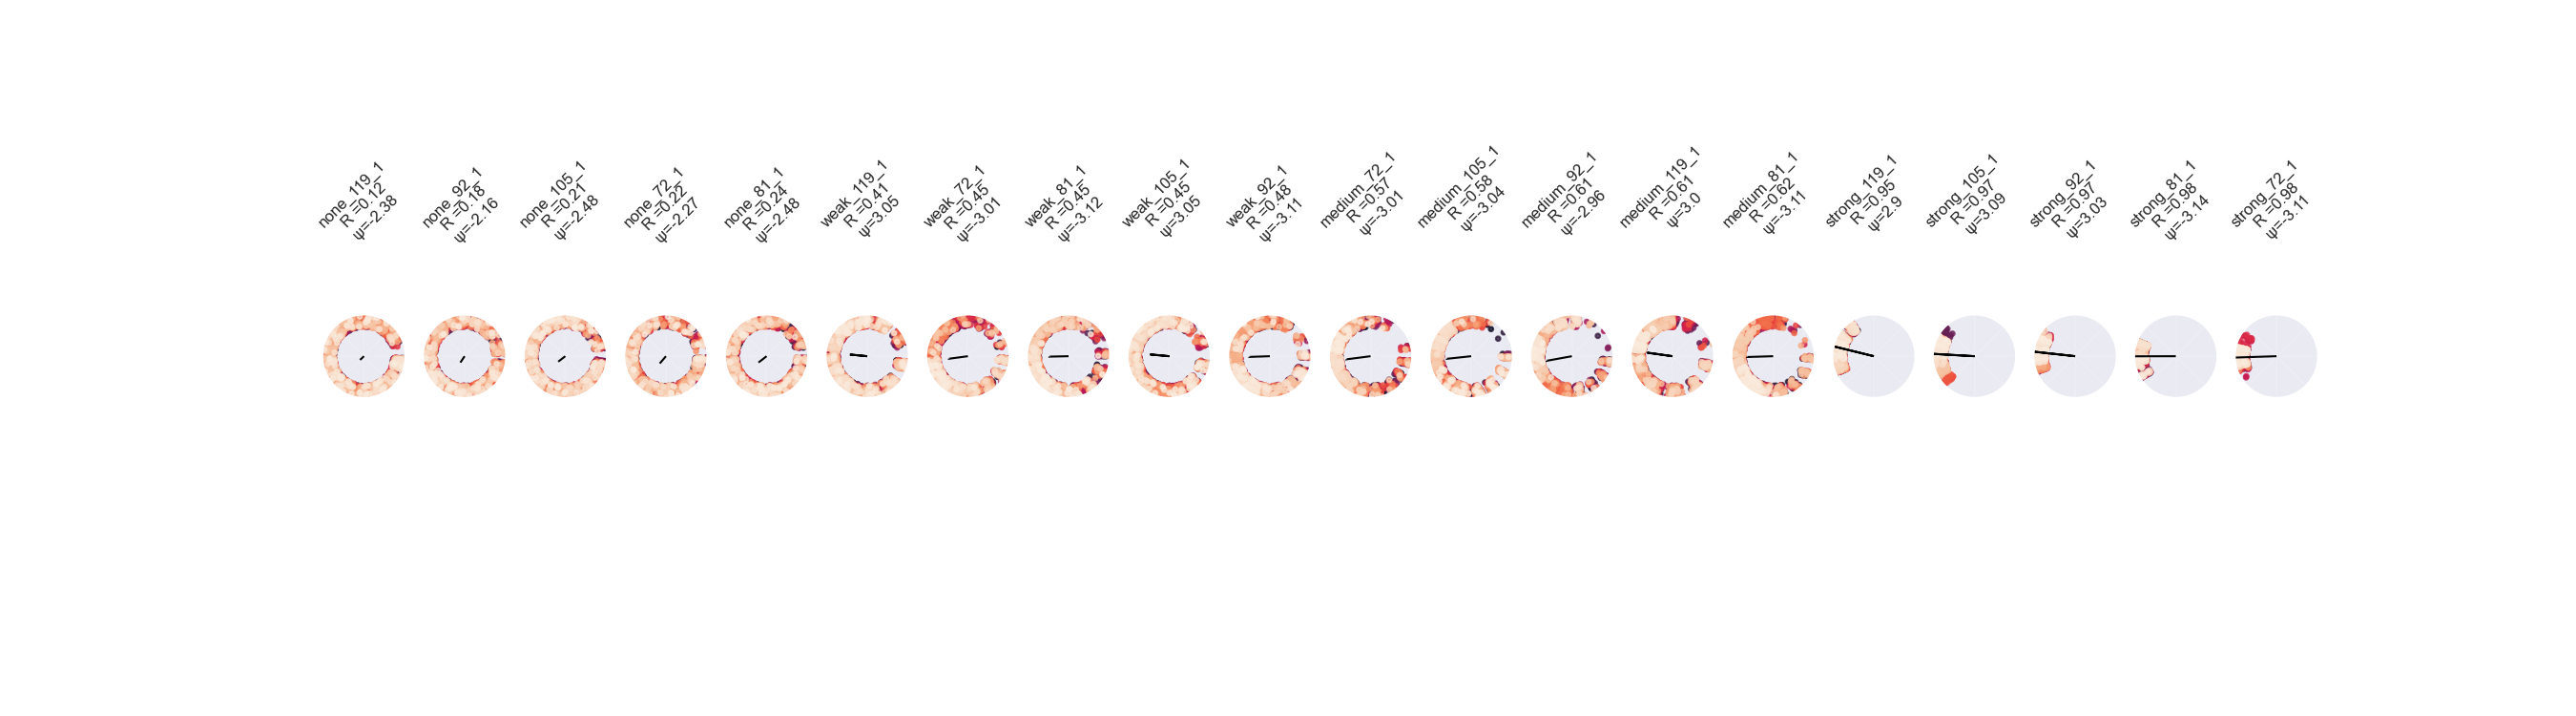 none_119_1
R =0.12
ψ=-2.38
none_92_1
R =0.18
ψ=-2.16
none_105_1
R =0.21
ψ=-2.48
none_72_1
R =0.22
ψ=-2.27
none_81_1
R =0.24
ψ=-2.48
weak_119_1
R =0.41
ψ=3.05
weak_72_1
R =0.45
ψ=-3.01
weak_81_1
R =0.45
ψ=-3.12
weak_105_1
R =0.45
ψ=3.05
weak_92_1
R =0.48
ψ=-3.11
medium_72_1
R =0.57
ψ=-3.01
medium_105_1
R =0.58
ψ=-3.04
medium_92_1
R =0.61
ψ=-2.96
medium_119_1
R =0.61
ψ=3.0
medium_81_1
R =0.62
ψ=-3.11
strong_119_1
R =0.95
ψ=2.9
strong_105_1
R =0.97
ψ=3.09
strong_92_1
R =0.97
ψ=3.03
strong_81_1
R =0.98
ψ=-3.14
strong_72_1
R =0.98
ψ=-3.11